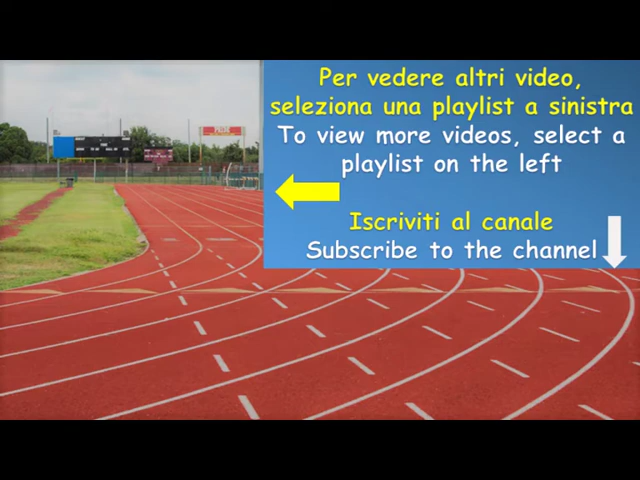 Per vedere altri video,
seleziona una playlist a sinistra
To view more videos, select a
playlist on the left
Iscriviti al canale
Subscribe to the channel